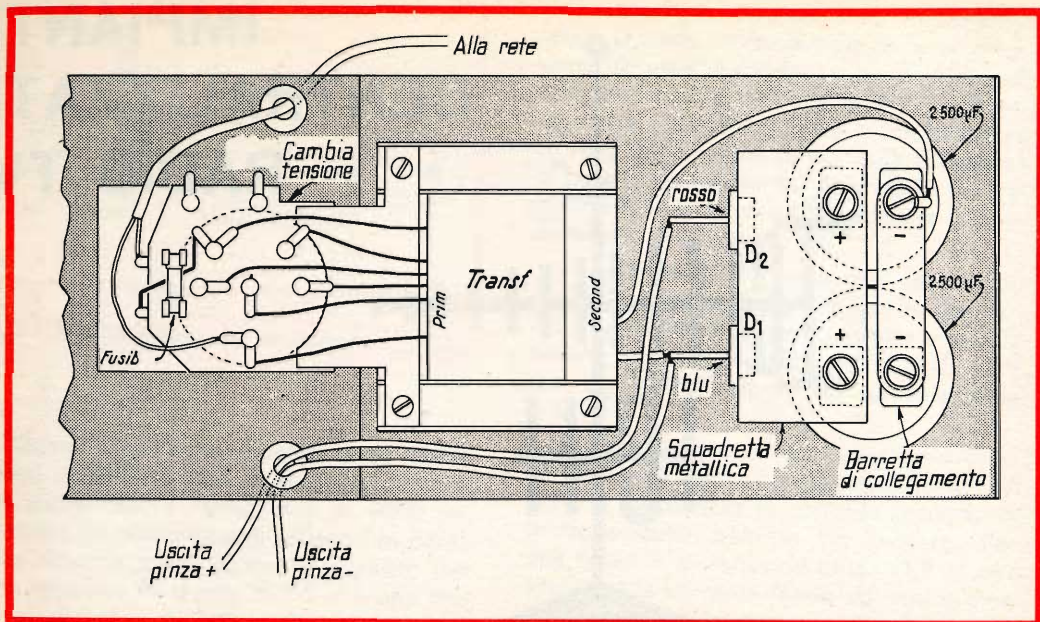 Alla rete
Cambia
tensione
Fusib
Prim
Transf
Second
2500µF
rosso
D2
+
-
2500µF
D1
+
-
blu
Squadretta
metallica
Barretta
di collegamento
Uscita
pinza+
Uscita
pinza-